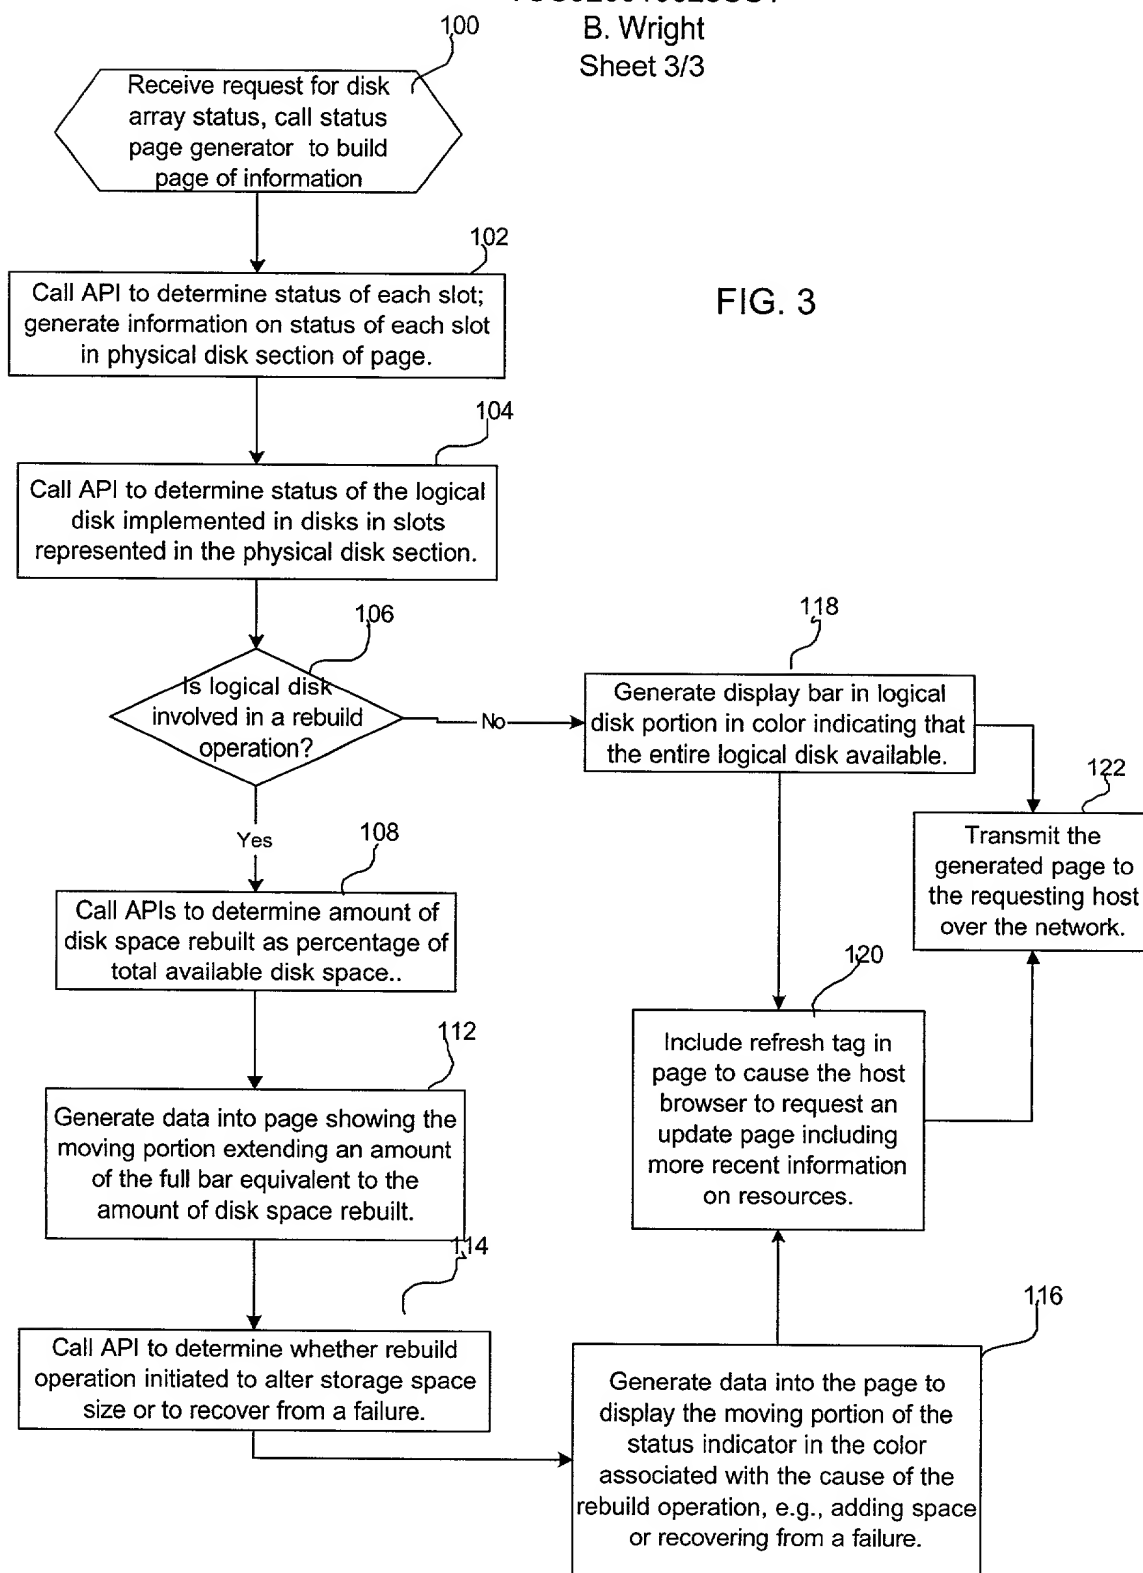 B. Wright
Sheet 3/3
100
Receive request for disk
array status, call status
page generator to build
page of information
102
Call API to determine status of each slot;
generate information on status of each slot
in physical disk section of page.
FIG. 3
104
Call API to determine status of the logical
disk implemented in disks in slots
represented in the physical disk section.
106
Is logical disk
involved in a rebuild
operation?
No
Yes
118
Generate display bar in logical
disk portion in color indicating that
the entire logical disk available.
122
Transmit the
generated page to
the requesting host
over the network.
108
Call APIs to determine amount of
disk space rebuilt as percentage of
total available disk space..
120
Include refresh tag in
page to cause the host
browser to request an
update page including
more recent information
on resources.
112
Generate data into page showing the
moving portion extending an amount
of the full bar equivalent to the
amount of disk space rebuilt.
114
Call API to determine whether rebuild
operation initiated to alter storage space
size or to recover from a failure.
116
Generate data into the page to
display the moving portion of the
status indicator in the color
associated with the cause of the
rebuild operation, e.g., adding space
or recovering from a failure.